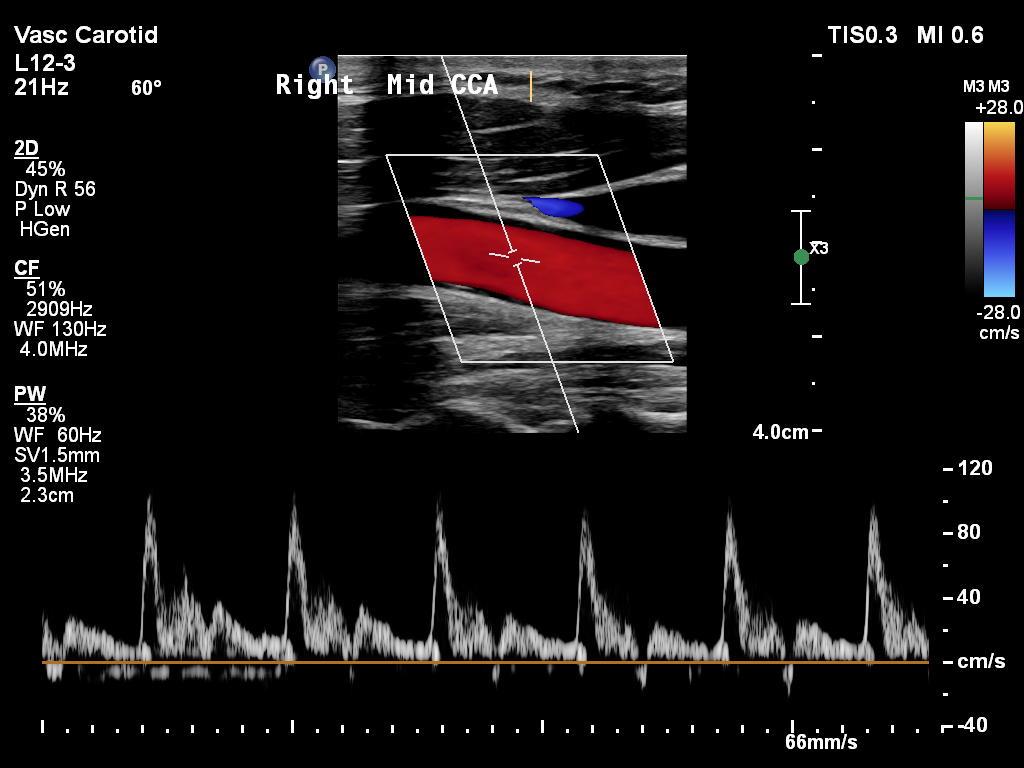 Vasc Carotid
TIS0.3 MI 0.6
L12-3
21Hz 60°
P
Right Mid CCA
M3 M3
+28.0
2D
45%
Dyn R 56
P Low
HGen
CF
51%
2909Hz
WF 130Hz
4.0MHz
X3
-28.0
cm/s
PW
38%
WF 60Hz
SV1.5mm
3.5MHz
2.3cm
4.0cm
120
80
40
cm/s
-40
66mm/s